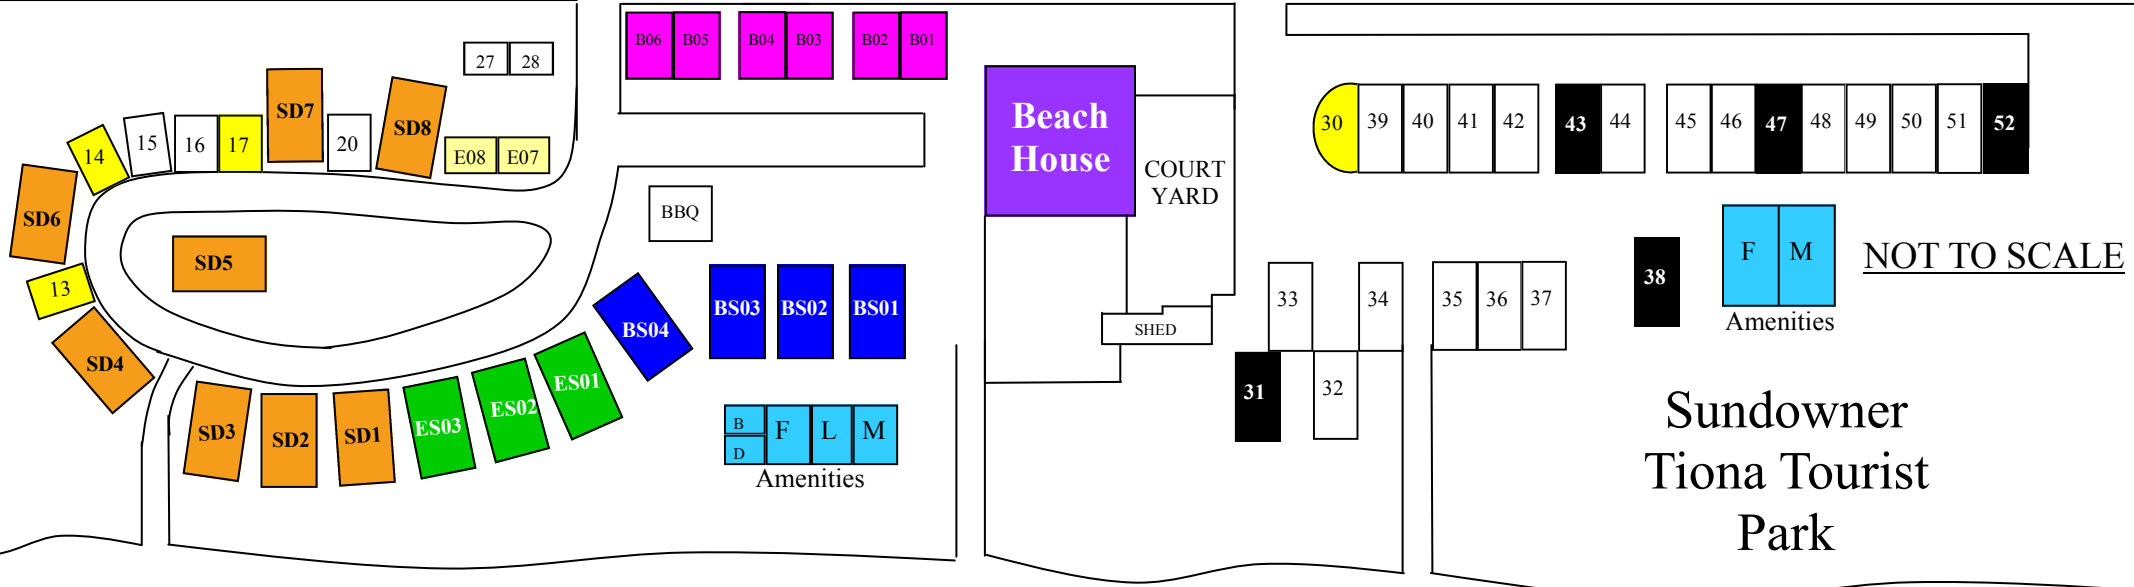 B06 B05 B04 B03 B02 B01
27 28
SD7
SD8
15 16 17 20
14
E08 E07
SD6
SD5
13
SD4
SD3 SD2 SD1 ES03 ES02 ES01
BS04 BS03 BS02 BS01
BBQ
B
D
F L M
Amenities
Beach
House
COURT
YARD
SHED
30 39 40 41 42 43 44 45 46 47 48 49 50 51 52
33 34 35 36 37 38
31 32
F M
Amenities
NOT TO SCALE
Sundowner
Tiona Tourist
Park